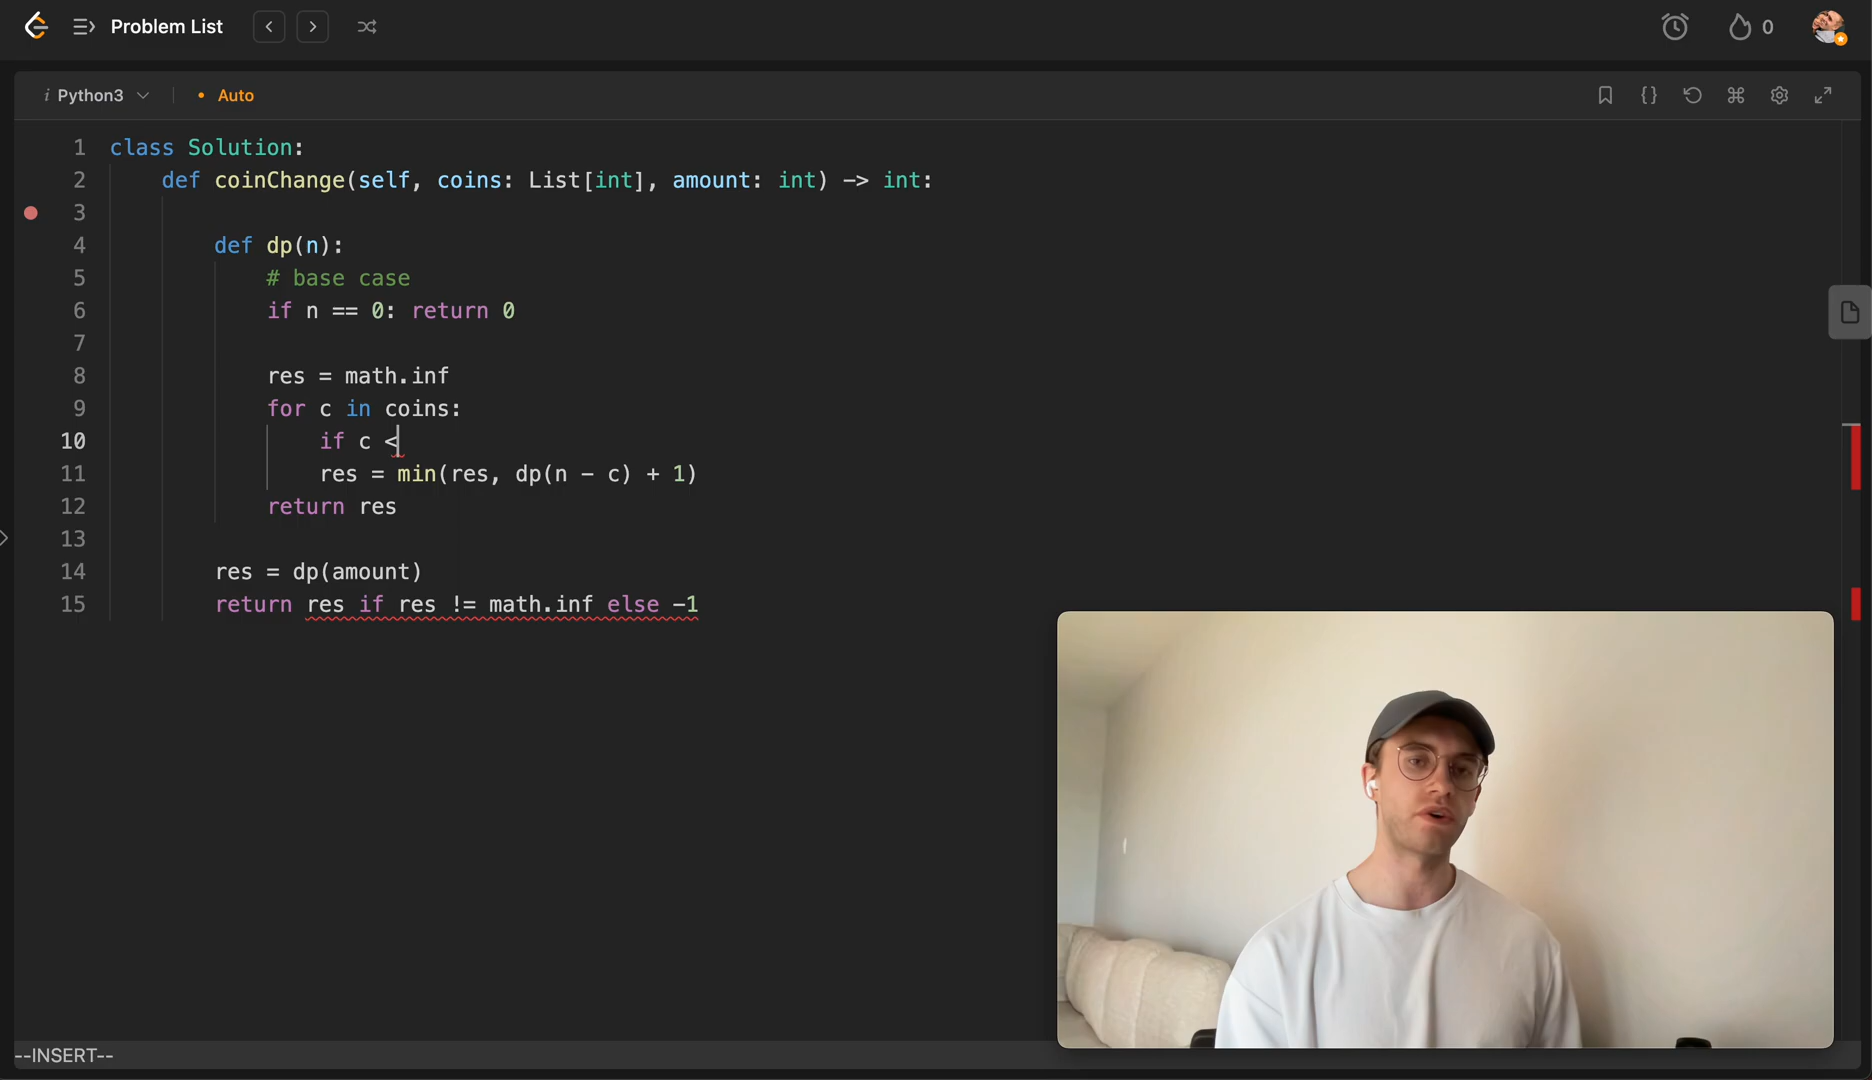 Problem List
0
i Python3
• Auto
1 class Solution:
2 def coinChange(self, coins: List[int], amount: int) -> int:
3
4 def dp(n):
5 # base case
6 if n == 0: return 0
7
8 res = math.inf
9 for c in coins:
10 if c <
11 res = min(res, dp(n - c) + 1)
12 return res
13
14 res = dp(amount)
15 return res if res != math.inf else -1
--INSERT--